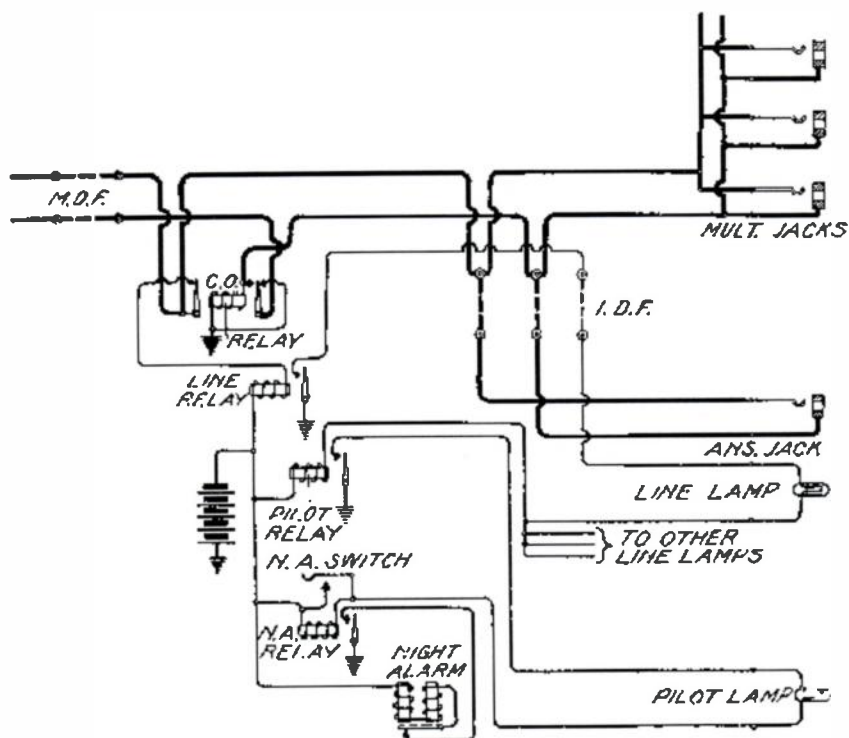 M.D.F.
MULT. JACKS
C.O.
RELAY
I.D.F.
LINE
RELAY
ANS. JACK
LINE LAMP
PILOT
RELAY
TO OTHER
LINE LAMPS
N.A. SWITCH
N.A.
RELAY
NIGHT
ALARM
PILOT LAMP